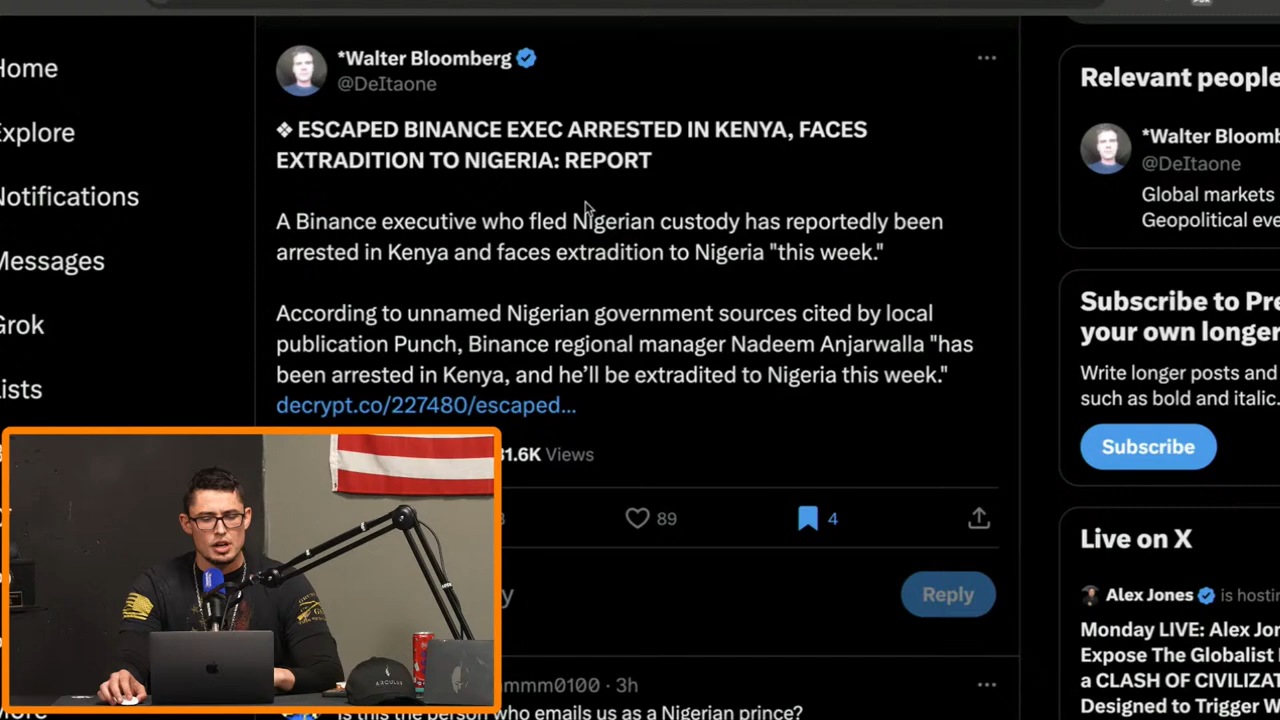 Home
Explore
Notifications
Messages
Grok
Lists
*Walter Bloomberg
@DeItaone
❖ ESCAPED BINANCE EXEC ARRESTED IN KENYA, FACES
EXTRADITION TO NIGERIA: REPORT
A Binance executive who fled Nigerian custody has reportedly been
arrested in Kenya and faces extradition to Nigeria "this week."
According to unnamed Nigerian government sources cited by local
publication Punch, Binance regional manager Nadeem Anjarwalla "has
been arrested in Kenya, and he’ll be extradited to Nigeria this week."
decrypt.co/227480/escaped...
31.6K Views
89
4
Reply
mmm0100 · 3h
Is this the person who emails us as a Nigerian prince?
Relevant people
*Walter Bloomb
@DeItaone
Global markets
Geopolitical eve
Subscribe to Pre
your own longer
Write longer posts and
such as bold and italic.
Subscribe
Live on X
Alex Jones is hosting
Monday LIVE: Alex Jon
Expose The Globalist
a CLASH OF CIVILIZAT
Designed to Trigger W
ARCULUS